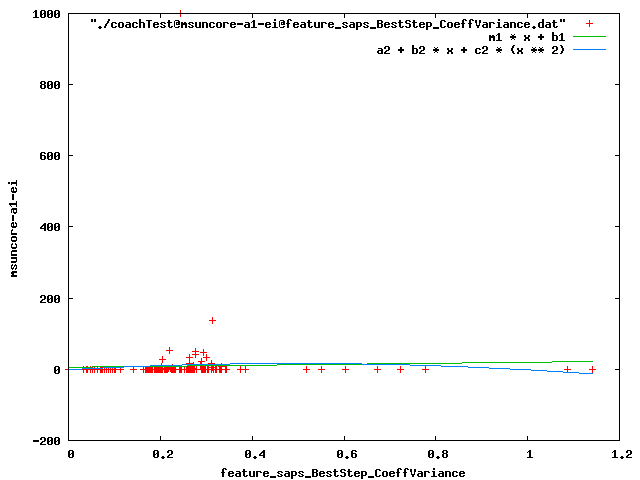 "./coachTest@msuncore-a1-ei@feature_saps_BestStep_CoeffVariance.dat"
m1 * x + b1
a2 + b2 * x + c2 * (x ** 2)
1000
800
600
400
200
0
-200
msuncore-a1-ei
0 0.2 0.4 0.6 0.8 1 1.2
feature_saps_BestStep_CoeffVariance